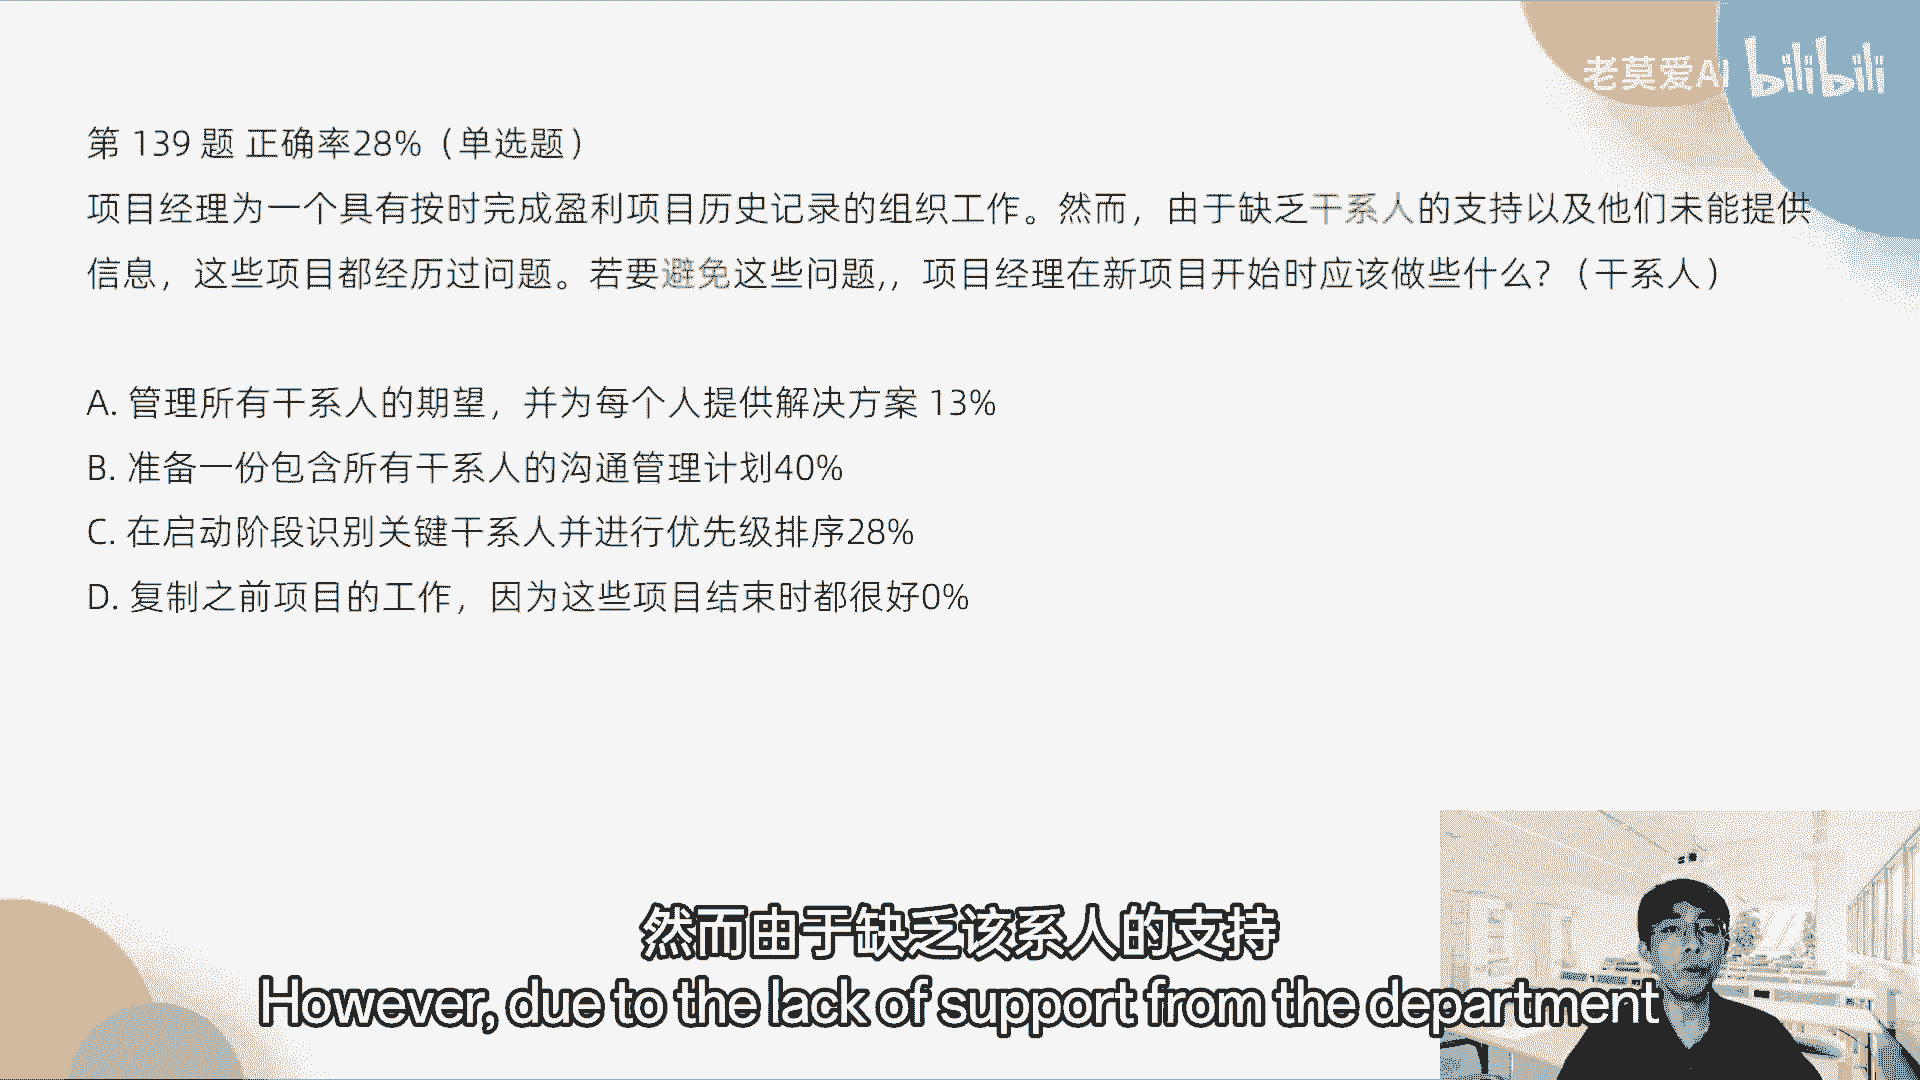 老莫爱AI bilibili
第 139 题 正确率28%（单选题）
项目经理为一个具有按时完成盈利项目历史记录的组织工作。然而，由于缺乏干系人的支持以及他们未能提供
信息，这些项目都经历过问题。若要避免这些问题,，项目经理在新项目开始时应该做些什么?（干系人）
A. 管理所有干系人的期望，并为每个人提供解决方案 13%
B. 准备一份包含所有干系人的沟通管理计划40%
C. 在启动阶段识别关键干系人并进行优先级排序28%
D. 复制之前项目的工作，因为这些项目结束时都很好0%
然而由于缺乏该系人的支持
However, due to the lack of support from the department